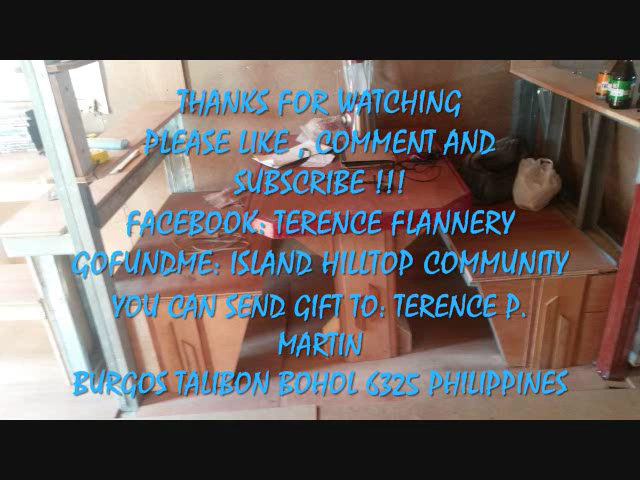 THANKS FOR WATCHING
PLEASE LIKE , COMMENT AND
SUBSCRIBE !!!
FACEBOOK: TERENCE FLANNERY
GOFUNDME: ISLAND HILLTOP COMMUNITY
YOU CAN SEND GIFT TO: TERENCE P.
MARTIN
BURGOS TALIBON BOHOL 6325 PHILIPPINES